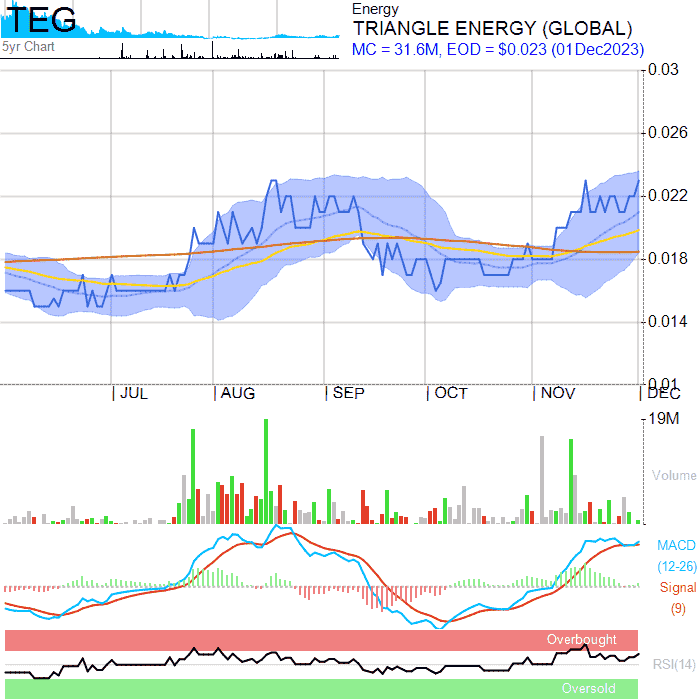 TEG
5yr Chart
Energy
TRIANGLE ENERGY (GLOBAL)
MC = 31.6M, EOD = $0.023 (01Dec2023)
0.03
0.026
0.022
0.018
0.014
0.01
| JUL | AUG | SEP | OCT | NOV | DEC
19M
Volume
MACD
(12-26)
Signal
(9)
Overbought
RSI(14)
Oversold